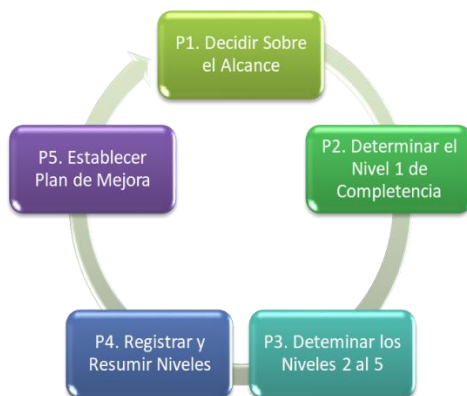 P1. Decidir Sobre
el Alcance
P2. Determinar el
Nivel 1 de
Completencia
P3. Deteminar los
Niveles 2 al 5
P4. Registrar y
Resumir Niveles
P5. Establecer
Plan de Mejora